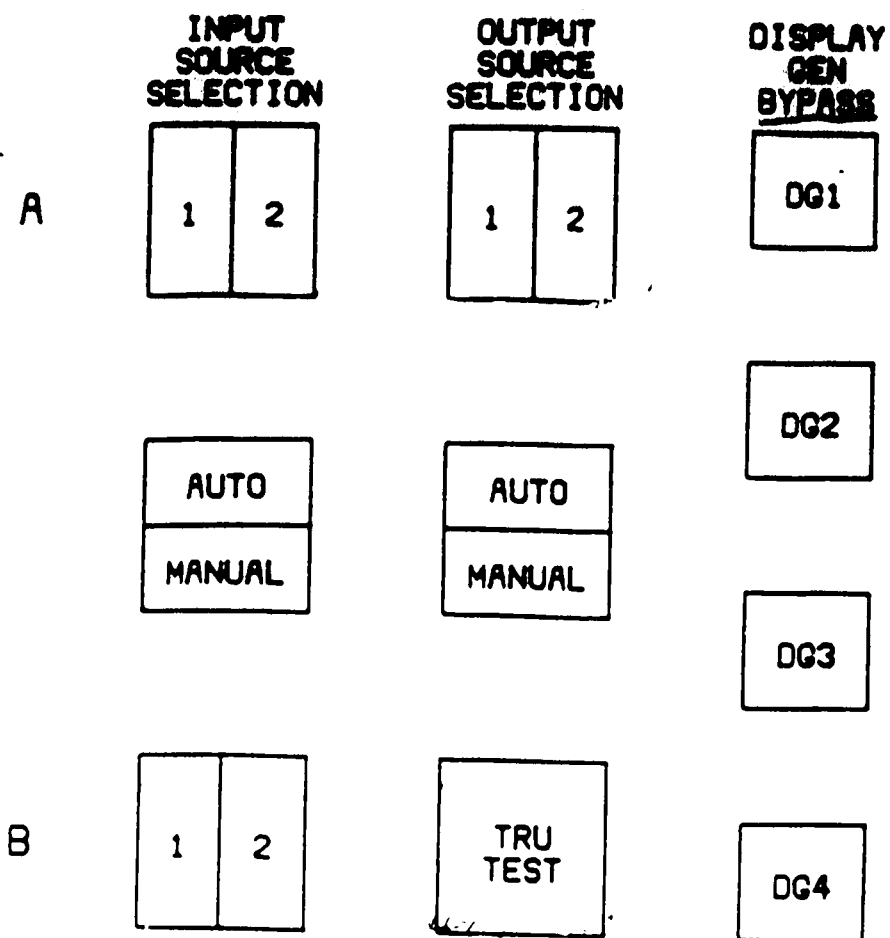 INPUT
SOURCE
SELECTION
OUTPUT
SOURCE
SELECTION
DISPLAY
GEN
BYPASS
A
1 2
1 2
DG1
DG2
AUTO
MANUAL
AUTO
MANUAL
DG3
B
1 2
TRU
TEST
DG4